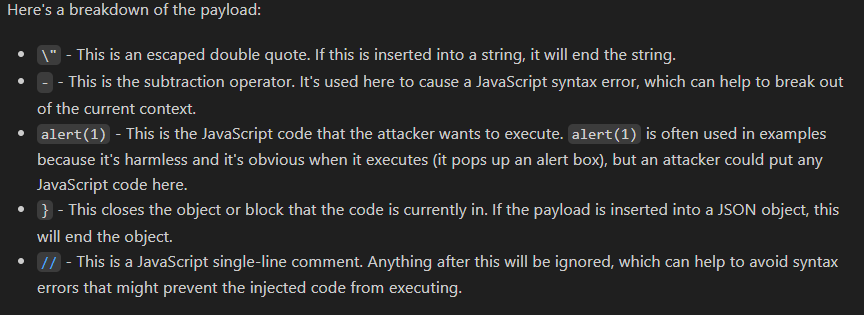 Here's a breakdown of the payload:
• \" - This is an escaped double quote. If this is inserted into a string, it will end the string.
• - - This is the subtraction operator. It's used here to cause a JavaScript syntax error, which can help to break out
of the current context.
• alert(1) - This is the JavaScript code that the attacker wants to execute. alert(1) is often used in examples
because it's harmless and it's obvious when it executes (it pops up an alert box), but an attacker could put any
JavaScript code here.
• } - This closes the object or block that the code is currently in. If the payload is inserted into a JSON object, this
will end the object.
• // - This is a JavaScript single-line comment. Anything after this will be ignored, which can help to avoid syntax
errors that might prevent the injected code from executing.